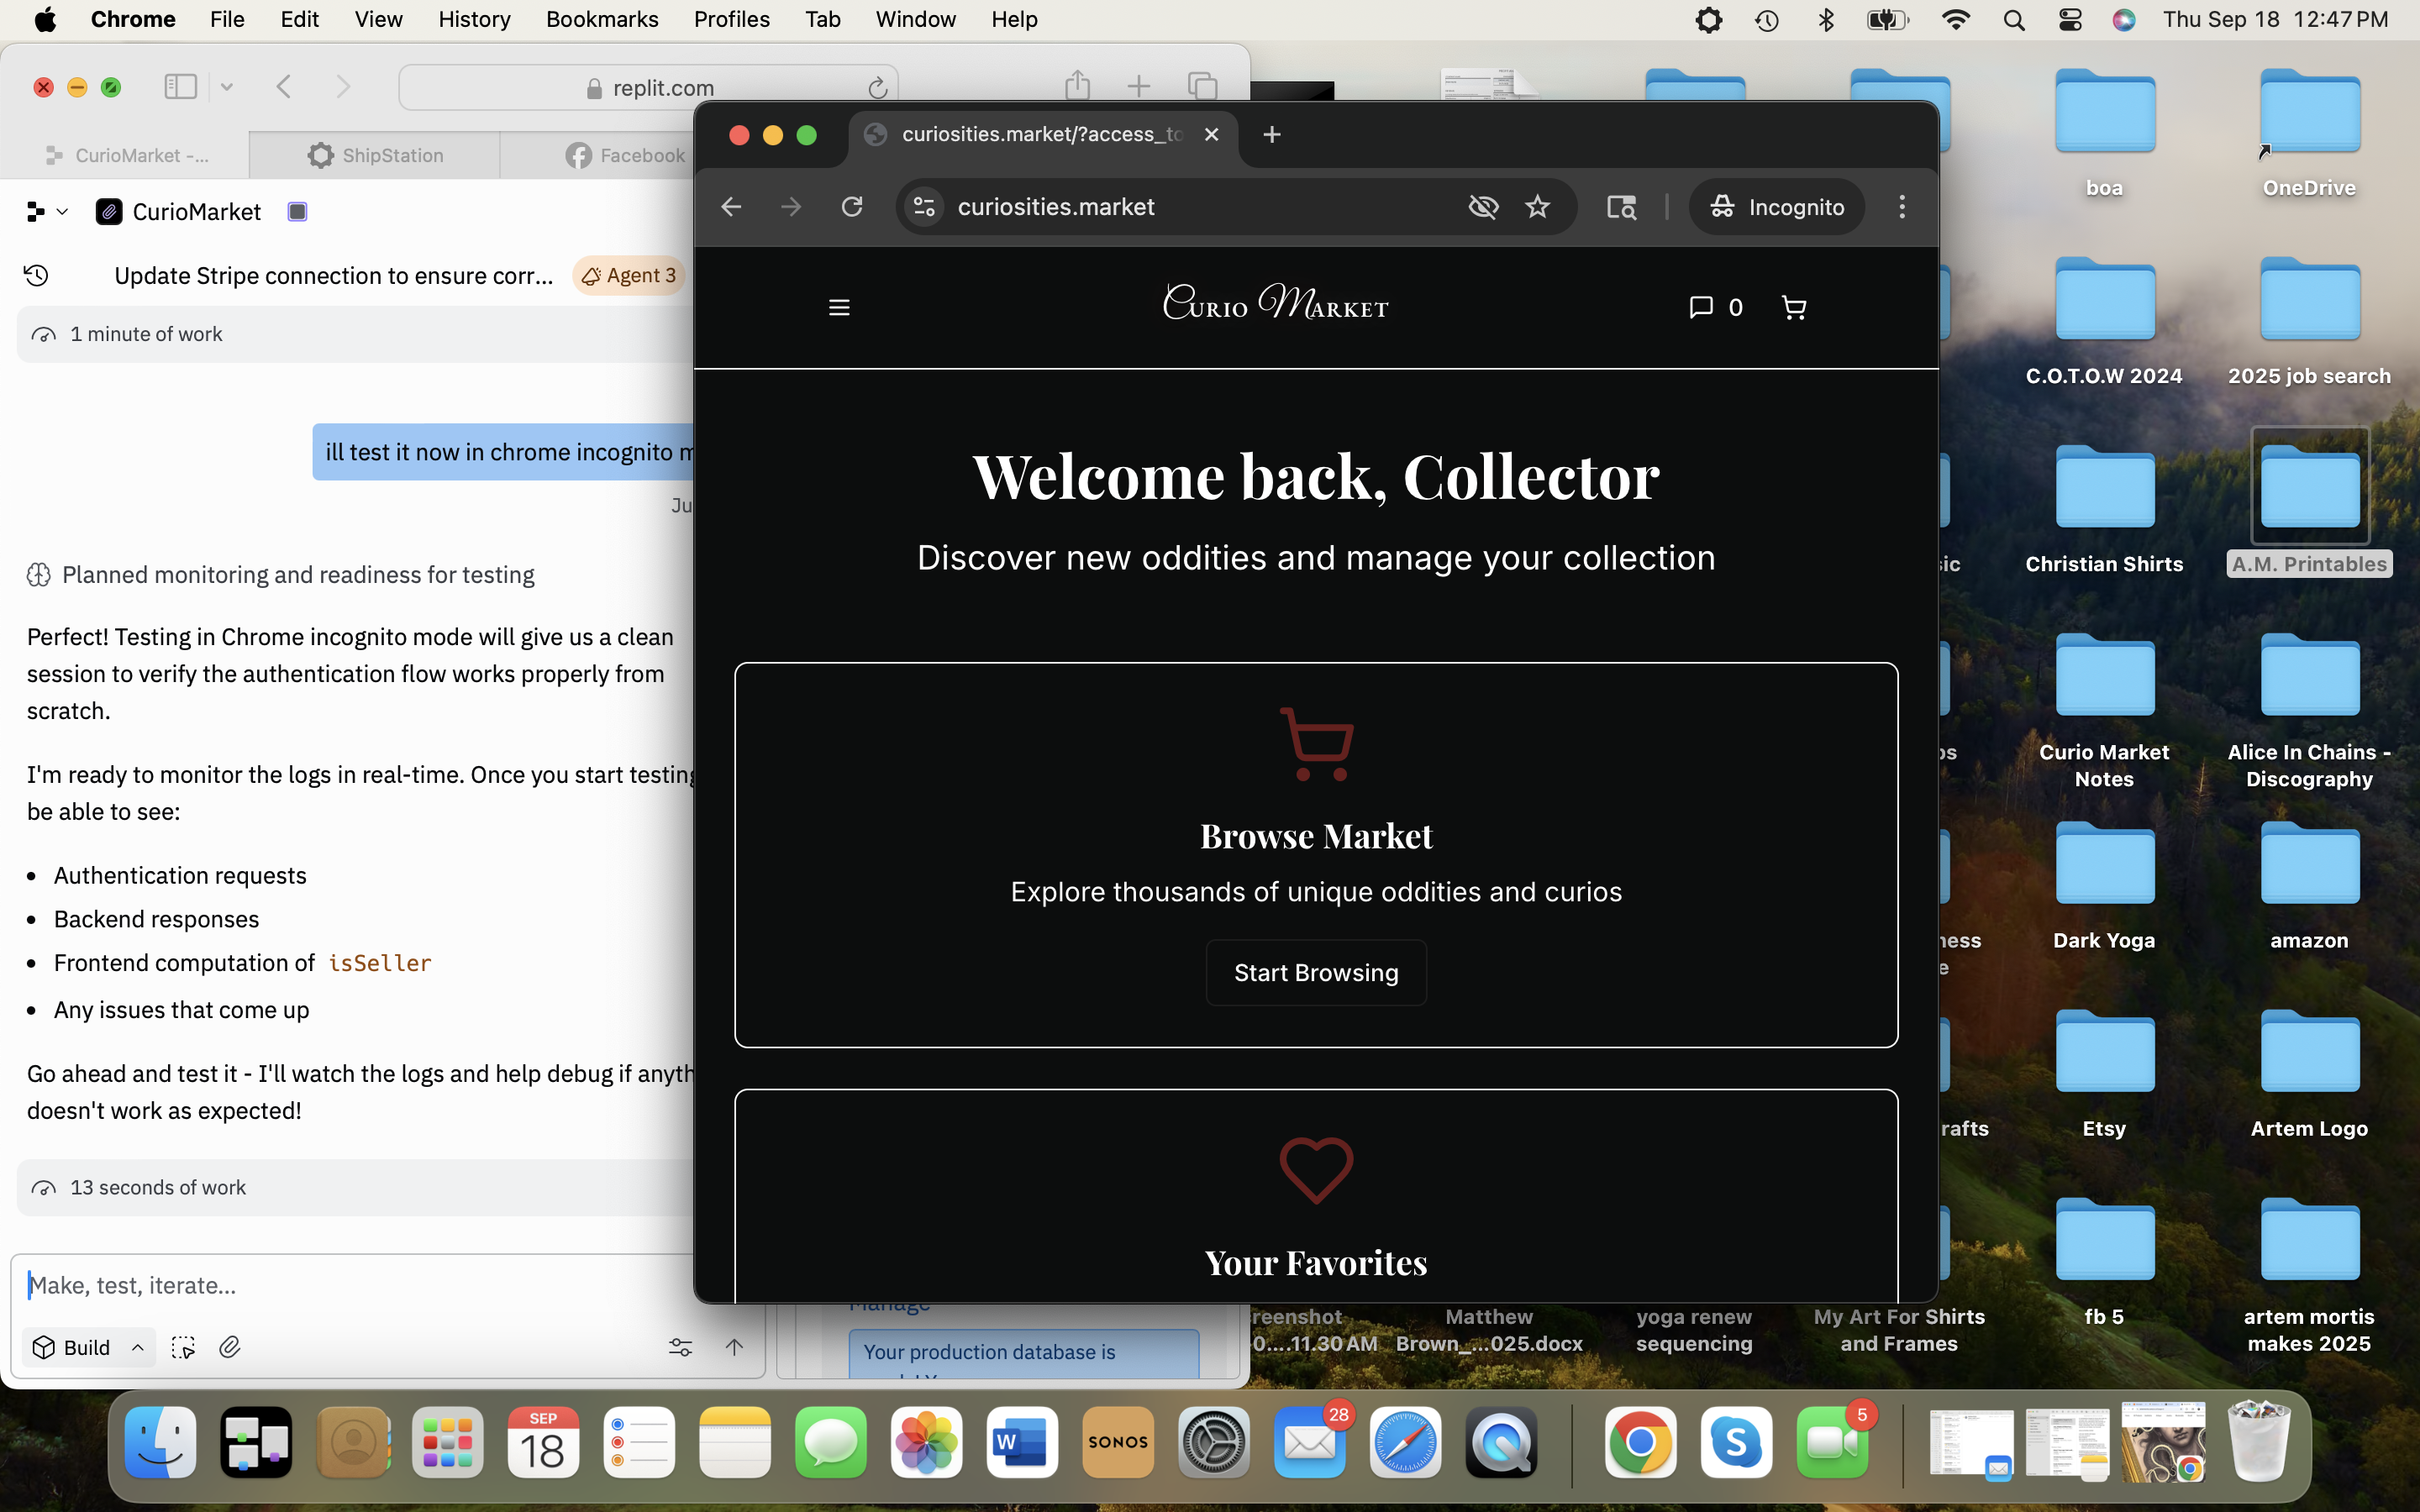 Chrome File Edit View History Bookmarks Profiles Tab Window Help Thu Sep 18 12:47 PM
replit.com
CurioMarket -... ShipStation Facebook
CurioMarket
Update Stripe connection to ensure corr... Agent 3
1 minute of work
ill test it now in chrome incognito
Planned monitoring and readiness for testing
Perfect! Testing in Chrome incognito mode will give us a clean
session to verify the authentication flow works properly from
scratch.
I'm ready to monitor the logs in real-time. Once you start testing
be able to see:
• Authentication requests
• Backend responses
• Frontend computation of isSeller
• Any issues that come up
Go ahead and test it - I'll watch the logs and help debug if anyth
doesn't work as expected!
13 seconds of work
Make, test, iterate...
Build
Manage
Your production database is
curiosities.market/?access_to
curiosities.market Incognito
Curio Market 0
Welcome back, Collector
Discover new oddities and manage your collection
Browse Market
Explore thousands of unique oddities and curios
Start Browsing
Your Favorites
boa
OneDrive
C.O.T.O.W 2024
2025 job search
Christian Shirts
A.M. Printables
Curio Market
Notes
Alice In Chains -
Discography
Dark Yoga
amazon
rafts
Etsy
Artem Logo
reenshot
0....11.30 AM
Matthew
Brown_...025.docx
yoga renew
sequencing
My Art For Shirts
and Frames
fb 5
artem mortis
makes 2025
SEP
18
W
SONOS
28
S
5